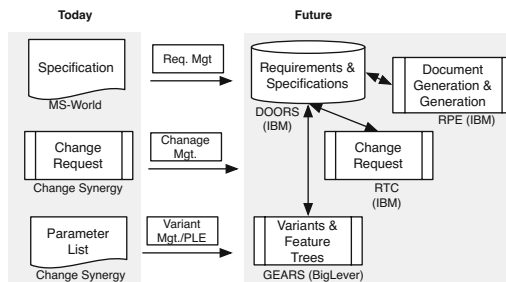 Today
Future
Specification
MS-World
Req. Mgt
Requirements &
Specifications
DOORS
(IBM)
Document
Generation &
Generation
RPE (IBM)
Change
Request
Change Synergy
Chanage
Mgt.
Change
Request
RTC
(IBM)
Parameter
List
Change Synergy
Variant
Mgt./PLE
Variants &
Feature
Trees
GEARS (BigLever)